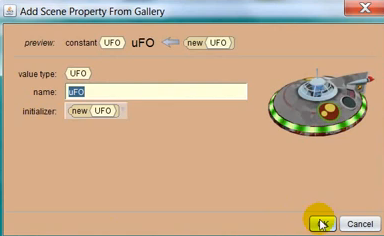 Add Scene Property From Gallery
preview: constant UFO uFO new UFO
value type: UFO
name: uFO
initializer: new UFO
Cancel